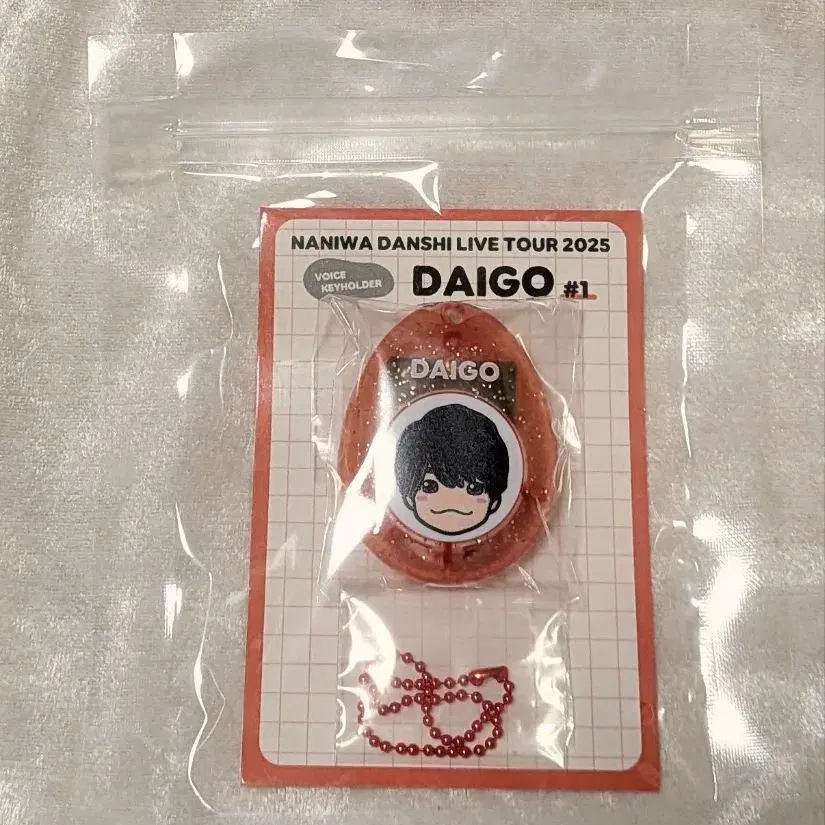 NANIWA DANSHI LIVE TOUR 2025
VOICE
KEYHOLDER
DAIGO #1
DAIGO